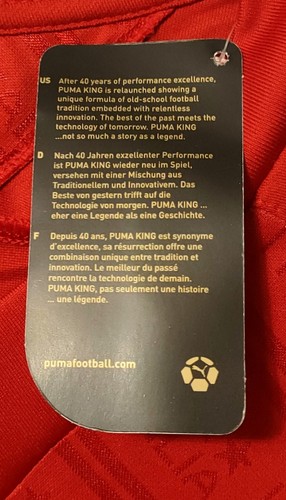 US After 40 years of performance excellence,
PUMA KING is relaunched showing a
unique formula of old-school football
tradition embedded with relentless
innovation. The best of the past meets the
technology of tomorrow. PUMA KING
...not so much a story as a legend.
D Nach 40 Jahren exzellenter Performance
ist PUMA KING wieder neu im Spiel,
versehen mit einer Mischung aus
Traditionellem und Innovativem. Das
Beste von gestern trifft auf die
Technologie von morgen. PUMA KING ...
eher eine Legende als eine Geschichte.
F Depuis 40 ans, PUMA KING est synonyme
d'excellence, sa résurrection offre une
combinaison unique entre tradition et
innovation. Le meilleur du passé
rencontre la technologie de demain.
PUMA KING, pas seulement une histoire
... une légende.
pumafootball.com